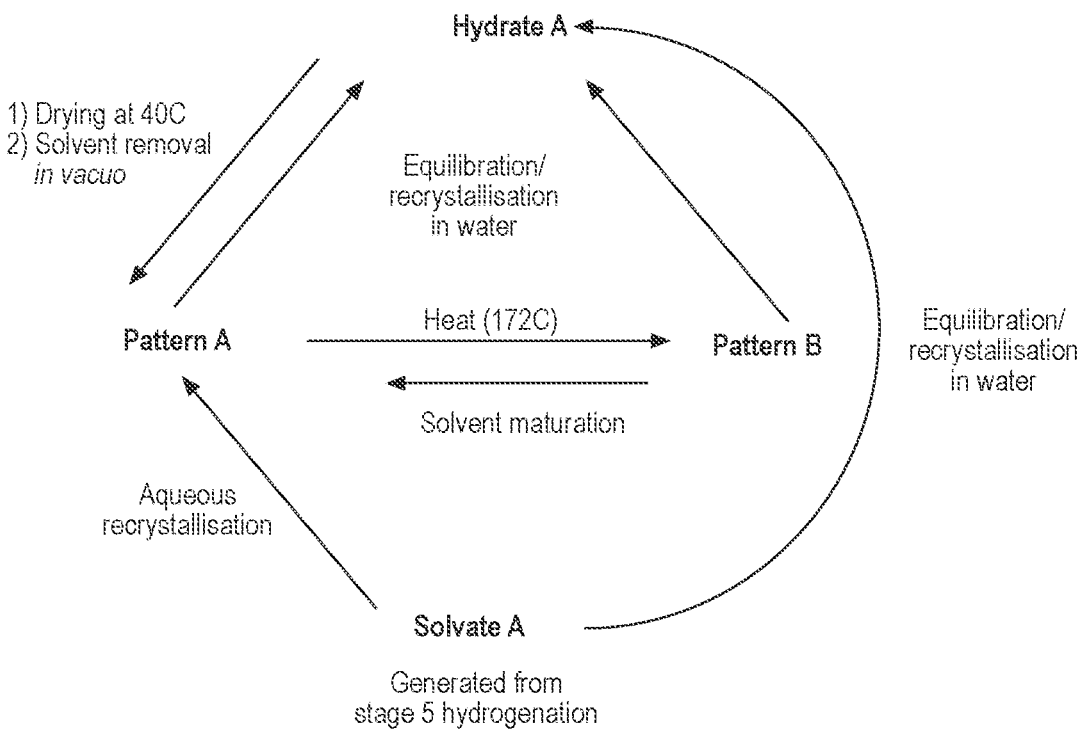 Hydrate A
1) Drying at 40C
2) Solvent removal
in vacuo
Equilibration/
recrystallisation
in water
Pattern A
Heat (172C)
Pattern B
Solvent maturation
Equilibration/
recrystallisation
in water
Aqueous
recrystallisation
Solvate A
Generated from
stage 5 hydrogenation